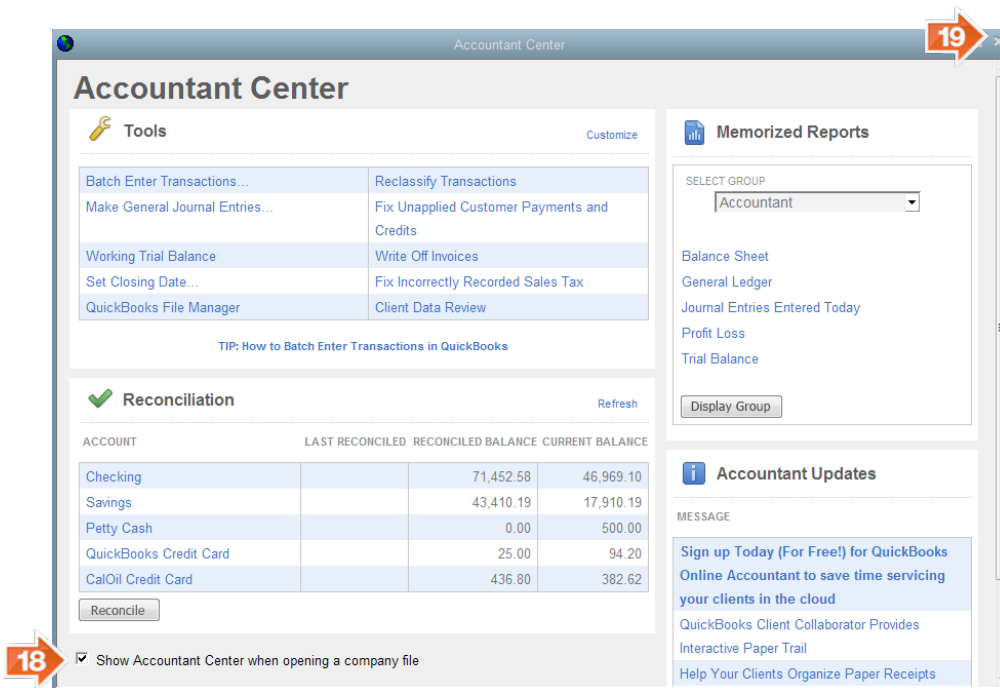 19
Accountant Center
Accountant Center
Tools
Customize
Batch Enter Transactions...
Reclassify Transactions
Make General Journal Entries...
Fix Unapplied Customer Payments and
Credits
Working Trial Balance
Write Off Invoices
Set Closing Date...
Fix Incorrectly Recorded Sales Tax
QuickBooks File Manager
Client Data Review
TIP: How to Batch Enter Transactions in QuickBooks
Reconciliation
Refresh
ACCOUNT LAST RECONCILED RECONCILED BALANCE CURRENT BALANCE
Checking 71,452.58 46,969.10
Savings 43,410.19 17,910.19
Petty Cash 0.00 500.00
QuickBooks Credit Card 25.00 94.20
CalOil Credit Card 436.80 382.62
Reconcile
18
Show Accountant Center when opening a company file
Memorized Reports
SELECT GROUP
Accountant
Balance Sheet
General Ledger
Journal Entries Entered Today
Profit Loss
Trial Balance
Display Group
Accountant Updates
MESSAGE
Sign up Today (For Free!) for QuickBooks
Online Accountant to save time servicing
your clients in the cloud
QuickBooks Client Collaborator Provides
Interactive Paper Trail
Help Your Clients Organize Paper Receipts